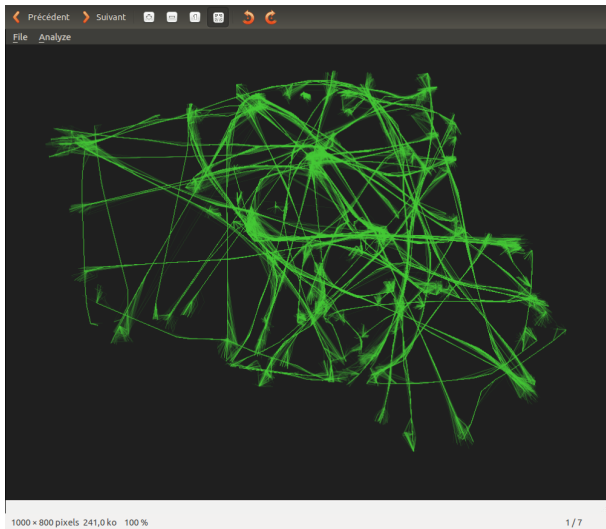 Précédent Suivant
File Analyze
1000 × 800 pixels 241,0 ko 100 % 1 / 7